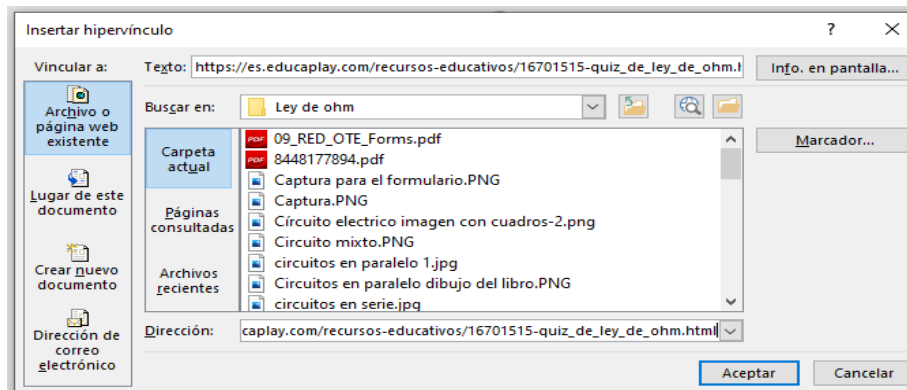 Insertar hipervínculo
?
Vincular a:
Texto: https://es.educaplay.com/recursos-educativos/16701515-quiz_de_ley_de_ohm.h
Info. en pantalla...
Archivo o
página web
existente
Buscar en:
Ley de ohm
Marcador...
Carpeta
actual
09_RED_OTE_Forms.pdf
8448177894.pdf
Captura para el formulario.PNG
Captura.PNG
Círcuito electrico imagen con cuadros-2.png
Circuito mixto.PNG
circuitos en paralelo 1.jpg
Circuitos en paralelo dibujo del libro.PNG
circuitos en serie.jpg
Lugar de este
documento
Páginas
consultadas
Crear nuevo
documento
Archivos
recientes
Dirección de
correo
electrónico
Dirección:
caplay.com/recursos-educativos/16701515-quiz_de_ley_de_ohm.html
Aceptar
Cancelar